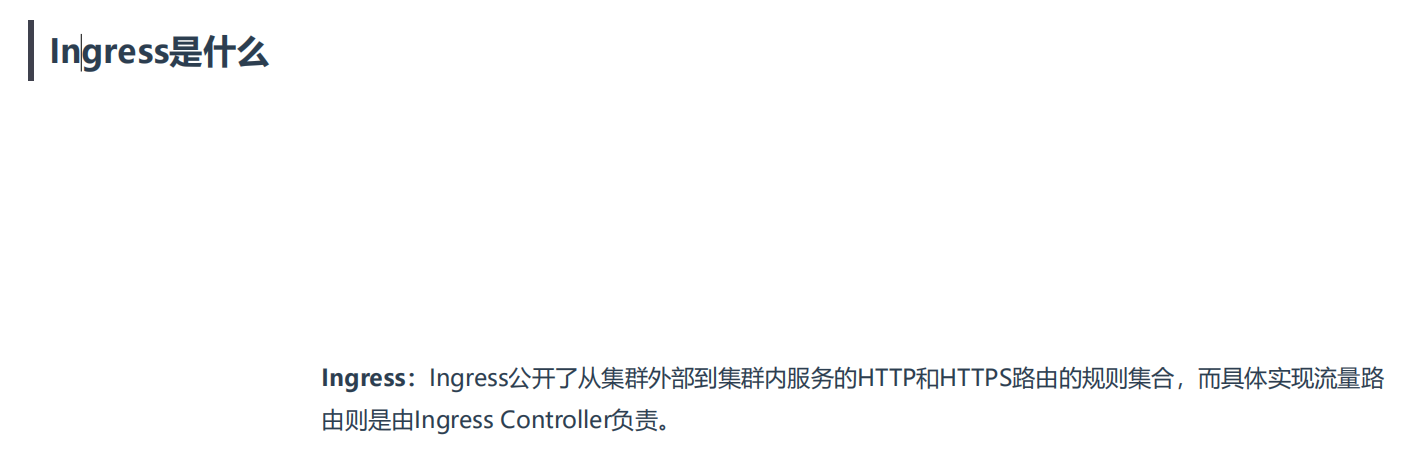 Ingress是什么
Ingress：Ingress公开了从集群外部到集群内服务的HTTP和HTTPS路由的规则集合，而具体实现流量路
由则是由Ingress Controller负责。